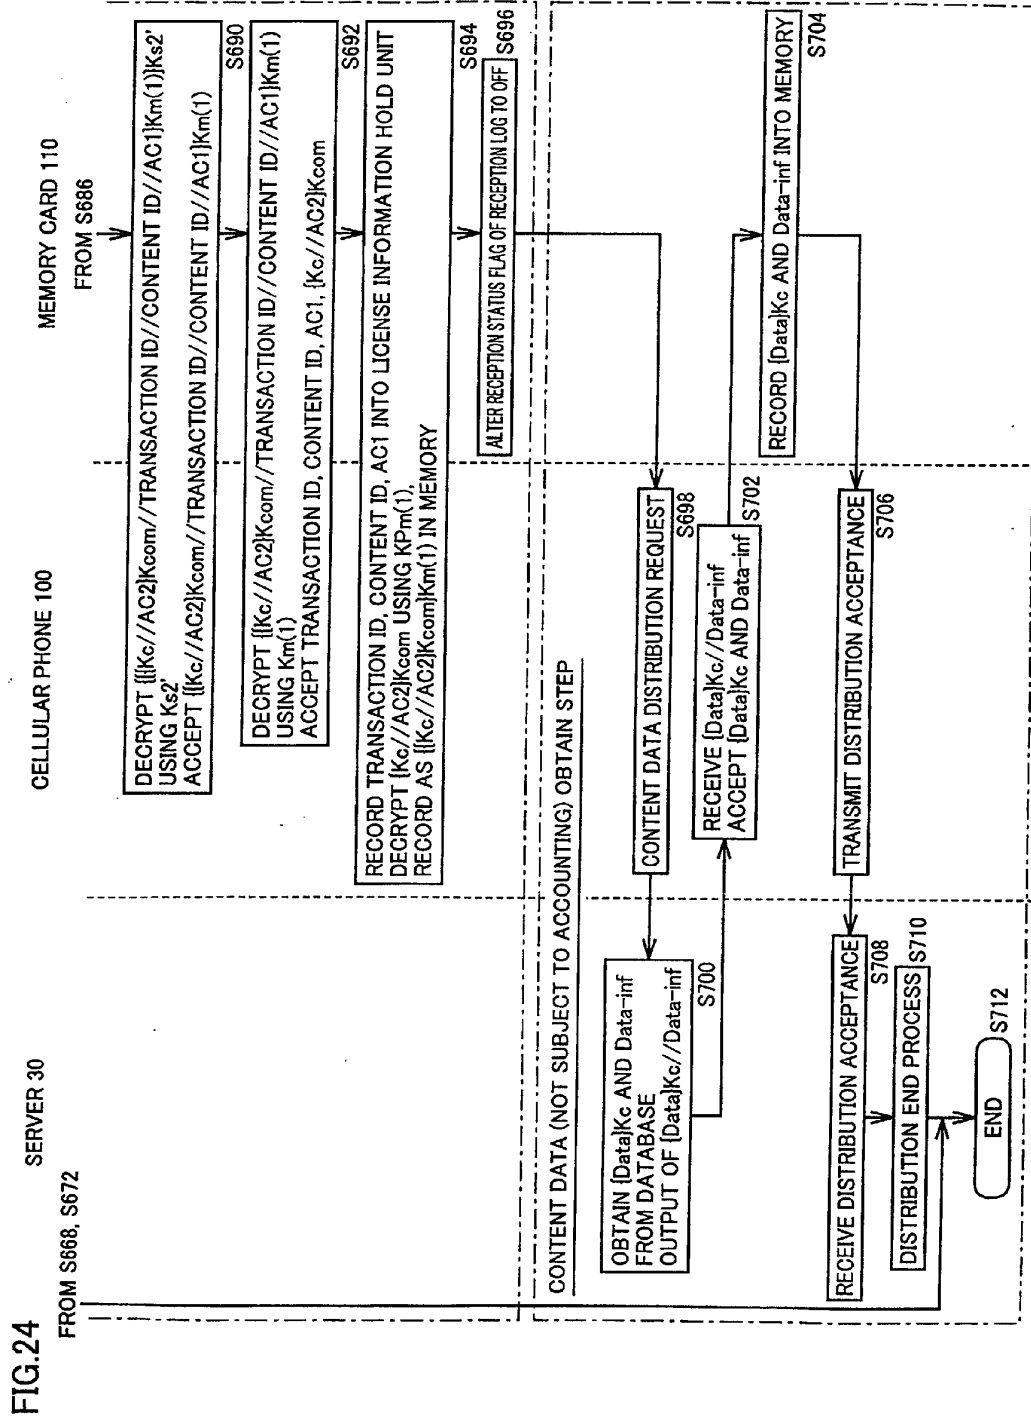 FIG.24
SERVER 30
CELLULAR PHONE 100
MEMORY CARD 110
FROM S668, S672
FROM S686
DECRYPT {{{Kc//AC2}Kcom//TRANSACTION ID//CONTENT ID//AC1}Km(1)}Ks2'
USING Ks2'
ACCEPT {{Kc//AC2}Kcom//TRANSACTION ID//CONTENT ID//AC1}Km(1)
S690
DECRYPT {{Kc//AC2}Kcom//TRANSACTION ID//CONTENT ID//AC1}Km(1)
USING Km(1)
ACCEPT TRANSACTION ID, CONTENT ID, AC1, {Kc//AC2}Kcom
S692
RECORD TRANSACTION ID, CONTENT ID, AC1 INTO LICENSE INFORMATION HOLD UNIT
DECRYPT {Kc//AC2}Kcom USING KPm(1),
RECORD AS {{Kc//AC2}Kcom}Km(1) IN MEMORY
S694
ALTER RECEPTION STATUS FLAG OF RECEPTION LOG TO OFF
S696
CONTENT DATA (NOT SUBJECT TO ACCOUNTING) OBTAIN STEP
CONTENT DATA DISTRIBUTION REQUEST
S698
OBTAIN {Data}Kc AND Data-inf
FROM DATABASE
OUTPUT OF {Data}Kc//Data-inf
S700
RECEIVE {Data}Kc//Data-inf
ACCEPT {Data}Kc AND Data-inf
S702
RECORD {Data}Kc AND Data-inf INTO MEMORY
S704
TRANSMIT DISTRIBUTION ACCEPTANCE
S706
RECEIVE DISTRIBUTION ACCEPTANCE
S708
DISTRIBUTION END PROCESS
S710
END
S712